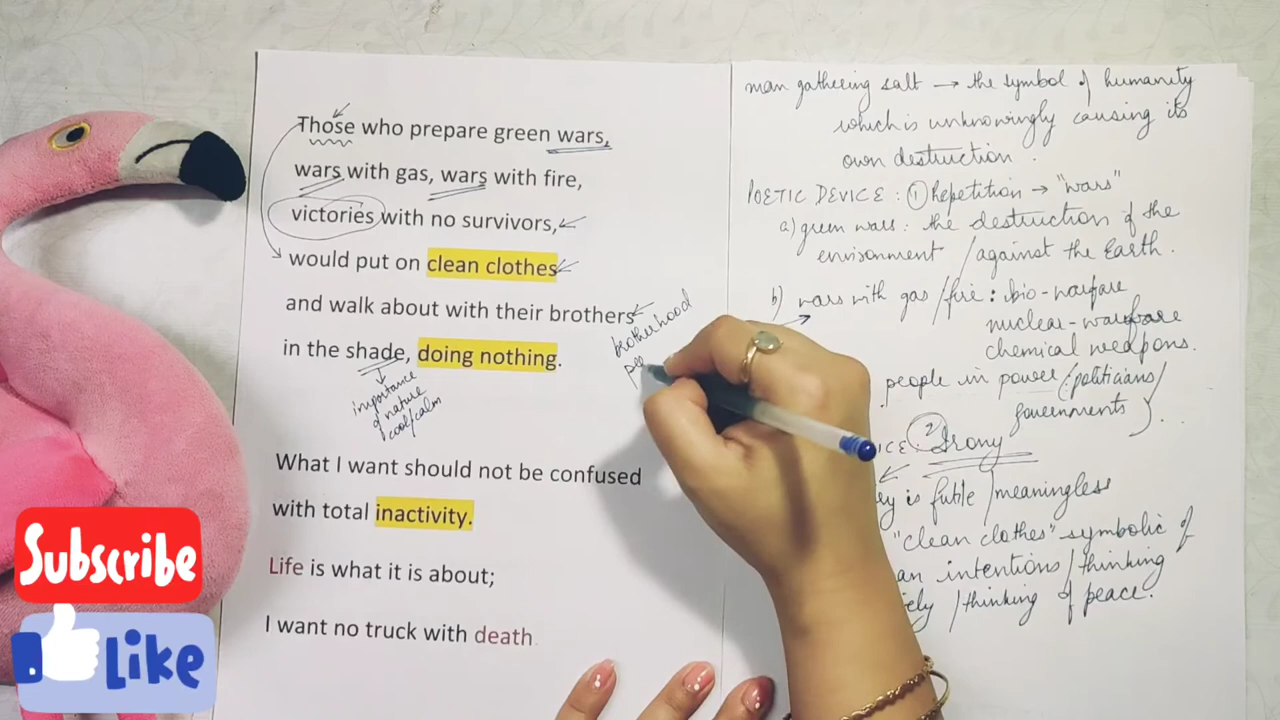 Those who prepare green wars,
wars with gas, wars with fire,
victories with no survivors,
would put on clean clothes
and walk about with their brothers
in the shade, doing nothing.
importance
of nature
cool/calm
brotherhood
pe
What I want should not be confused
with total inactivity.
Life is what it is about;
I want no truck with death.
man gathering salt → the symbol of humanity
which is unknowingly causing its
own destruction.
POETIC DEVICE: ① Repetition → "wars"
a) green wars: the destruction of the
environment / against the Earth.
b) wars with gas / fire: bio-warfare
nuclear-warfare
chemical weapons.
people in power (politicians/
governments).
ICE: ② Irony
ey is futile / meaningless
"clean clothes" symbolic of
an intentions / thinking
ely / thinking of peace.
Subscribe
Like